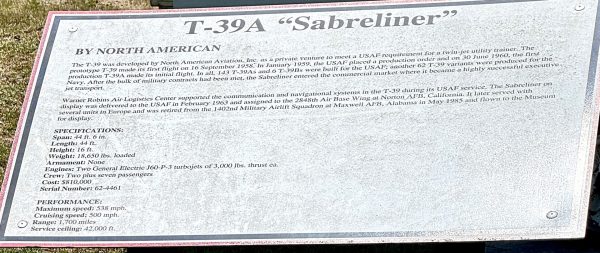 T-39A “Sabreliner”
BY NORTH AMERICAN
The T-39 was developed by North American Aviation, Inc. as a private venture to meet a USAF requirement for a twin-jet utility trainer. The
prototype T-39 made its first flight on 16 September 1958. In January 1959, the USAF placed a production order and on 30 June 1960, the first
production T-39A made its initial flight. In all, 143 T-39As and 6 T-39Bs were built for the USAF; another 62 T-39 variants were produced for the
Navy. After the bulk of military contracts had been met, the Sabreliner entered the commercial market where it became a highly successful executive
jet transport.
Warner Robins Air Logistics Center supported the communication and navigational systems in the T-39 during its USAF service. The Sabreliner on
display was delivered to the USAF in February 1963 and assigned to the 2848th Air Base Wing at Norton AFB, California. It later served with
several units in Europe and was retired from the 1402nd Military Airlift Squadron at Maxwell AFB, Alabama in May 1985 and flown to the Museum
for display.
SPECIFICATIONS:
Span: 44 ft. 6 in.
Length: 44 ft.
Height: 16 ft.
Weight: 18,650 lbs. loaded
Armament: None
Engines: Two General Electric J60-P-3 turbojets of 3,000 lbs. thrust ea.
Crew: Two plus seven passengers
Cost: $810,000
Serial Number: 62-4461
PERFORMANCE:
Maximum speed: 538 mph.
Cruising speed: 500 mph.
Range: 1,700 miles
Service ceiling: 42,000 ft.